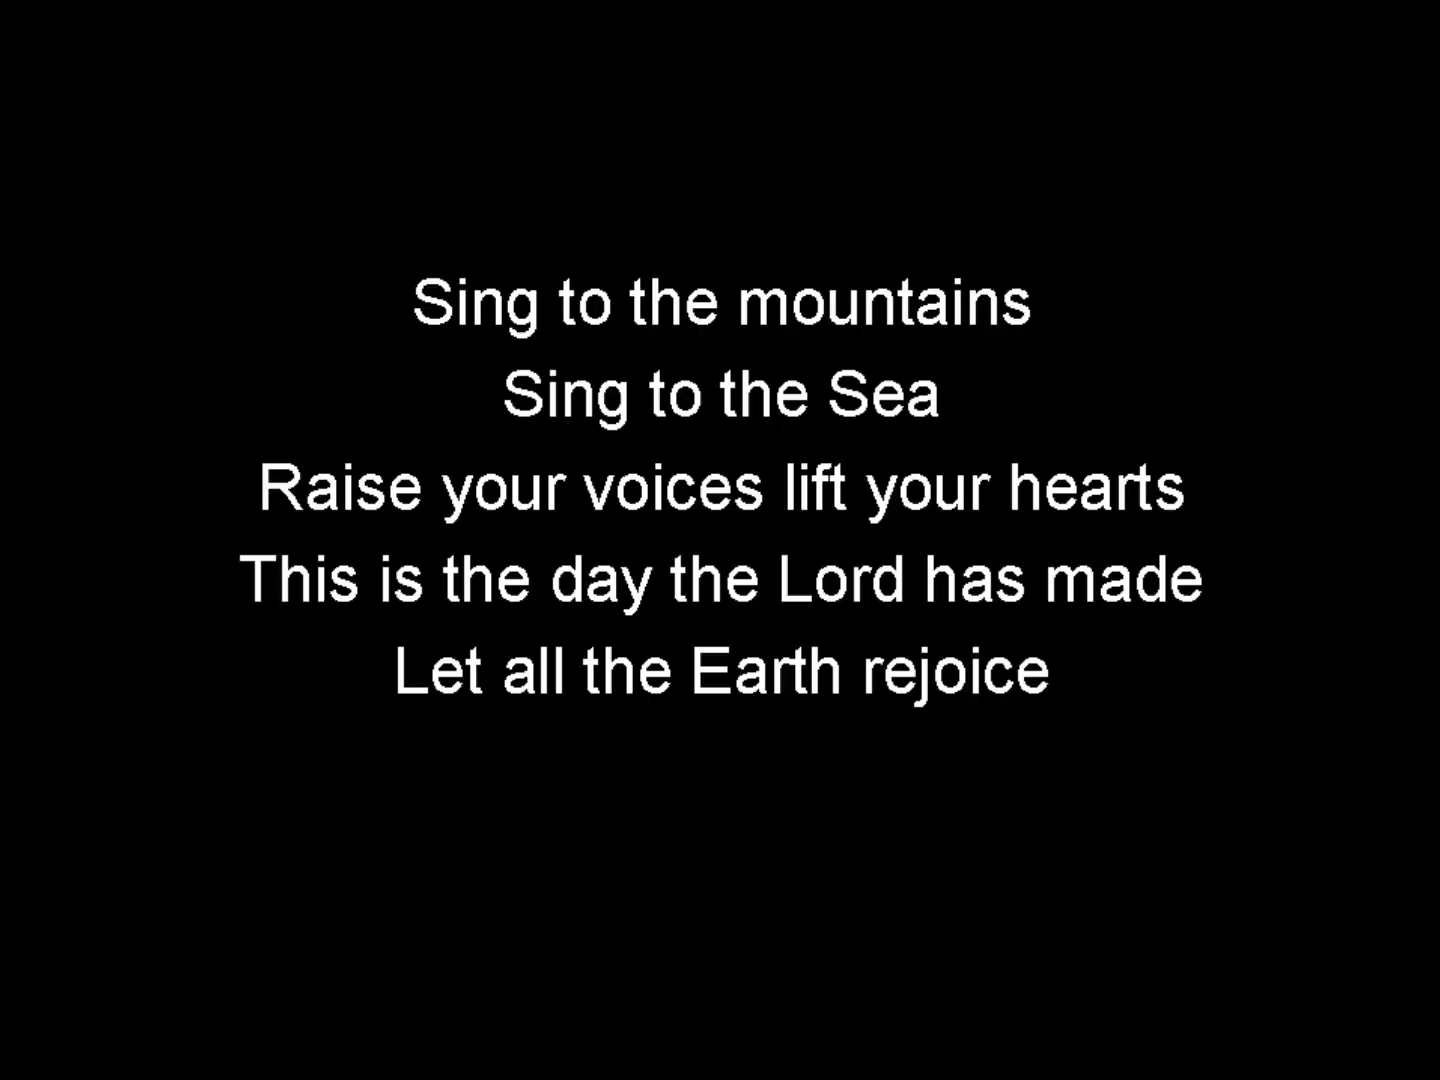 Sing to the mountains
Sing to the Sea
Raise your voices lift your hearts
This is the day the Lord has made
Let all the Earth rejoice